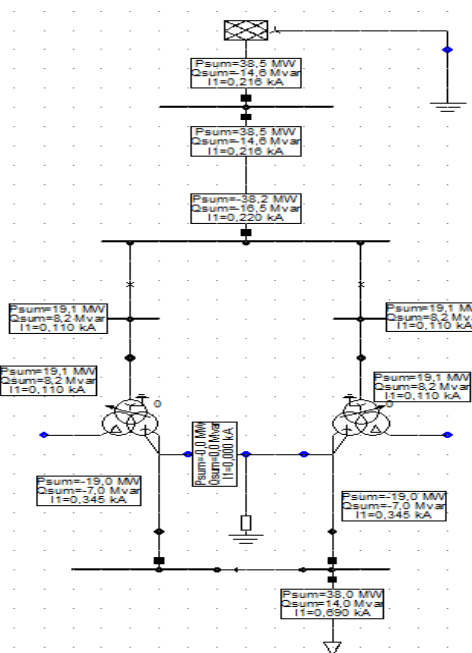 Psum=38,5 MW
Qsum=-14,6 Mvar
I1=0,216 kA
Psum=38,5 MW
Qsum=-14,6 Mvar
I1=0,216 kA
Psum=-38,2 MW
Qsum=-16,5 Mvar
I1=0,220 kA
Psum=19,1 MW
Qsum=8,2 Mvar
I1=0,110 kA
Psum=19,1 MW
Qsum=8,2 Mva
I1=0,110 kA
Psum=19,1 MW
Qsum=8,2 Mvar
I1=0,110 kA
0
Psum=19,1 MW
Qsum=8,2 Mvar
I1=0,110 kA
0
Psum=-0,0 MW
Qsum=0,0 Mvar
I1=0,000 kA
Psum=-19,0 MW
Qsum=-7,0 Mvar
I1=0,345 kA
Psum=-19,0 MW
Qsum=-7,0 Mvar
I1=0,345 kA
Psum=38,0 MW
Qsum=14,0 Mvar
I1=0,690 kA